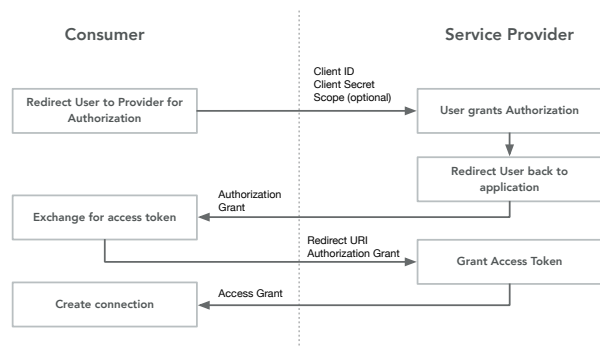 Consumer
Service Provider
Client ID
Client Secret
Scope (optional)
Redirect User to Provider for
Authorization
User grants Authorization
Redirect User back to
application
Authorization
Grant
Exchange for access token
Redirect URI
Authorization Grant
Grant Access Token
Access Grant
Create connection